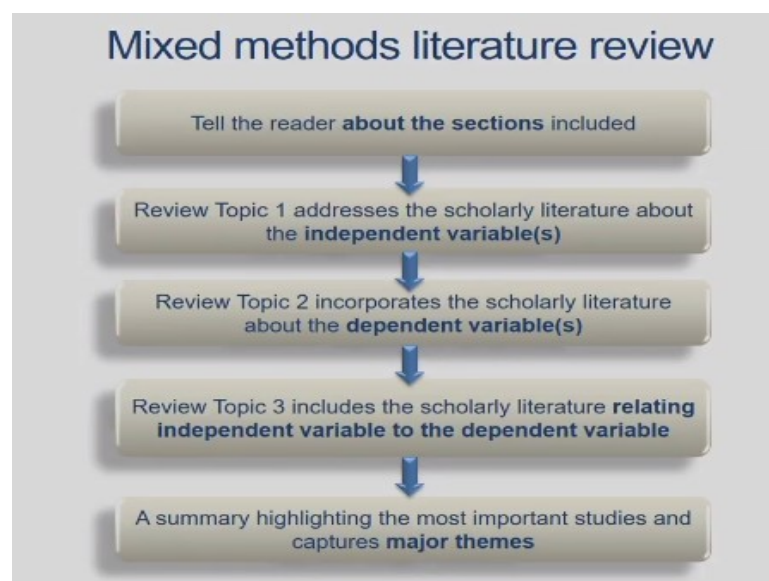 Mixed methods literature review
Tell the reader about the sections included
Review Topic 1 addresses the scholarly literature about
the independent variable(s)
Review Topic 2 incorporates the scholarly literature
about the dependent variable(s)
Review Topic 3 includes the scholarly literature relating
independent variable to the dependent variable
A summary highlighting the most important studies and
captures major themes